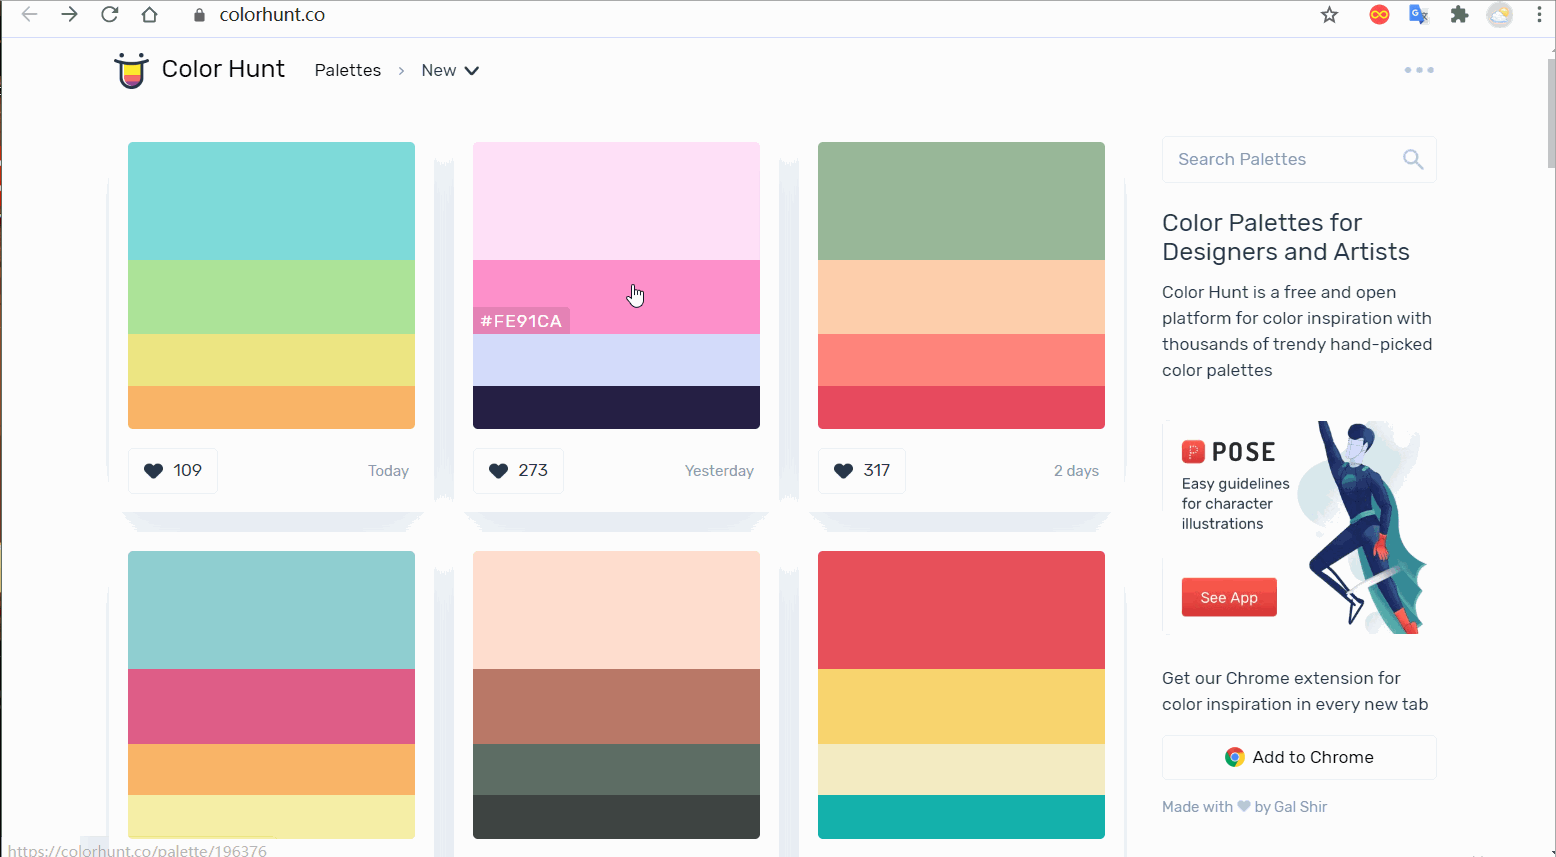 colorhunt.co
Color Hunt
Palettes > New
Search Palettes
#FE91CA
109
Today
273
Yesterday
317
2 days
Color Palettes for
Designers and Artists
Color Hunt is a free and open
platform for color inspiration with
thousands of trendy hand-picked
color palettes
P POSE
Easy guidelines
for character
illustrations
See App
Get our Chrome extension for
color inspiration in every new tab
Add to Chrome
Made with ❤ by Gal Shir
https://colorhunt.co/palette/196376